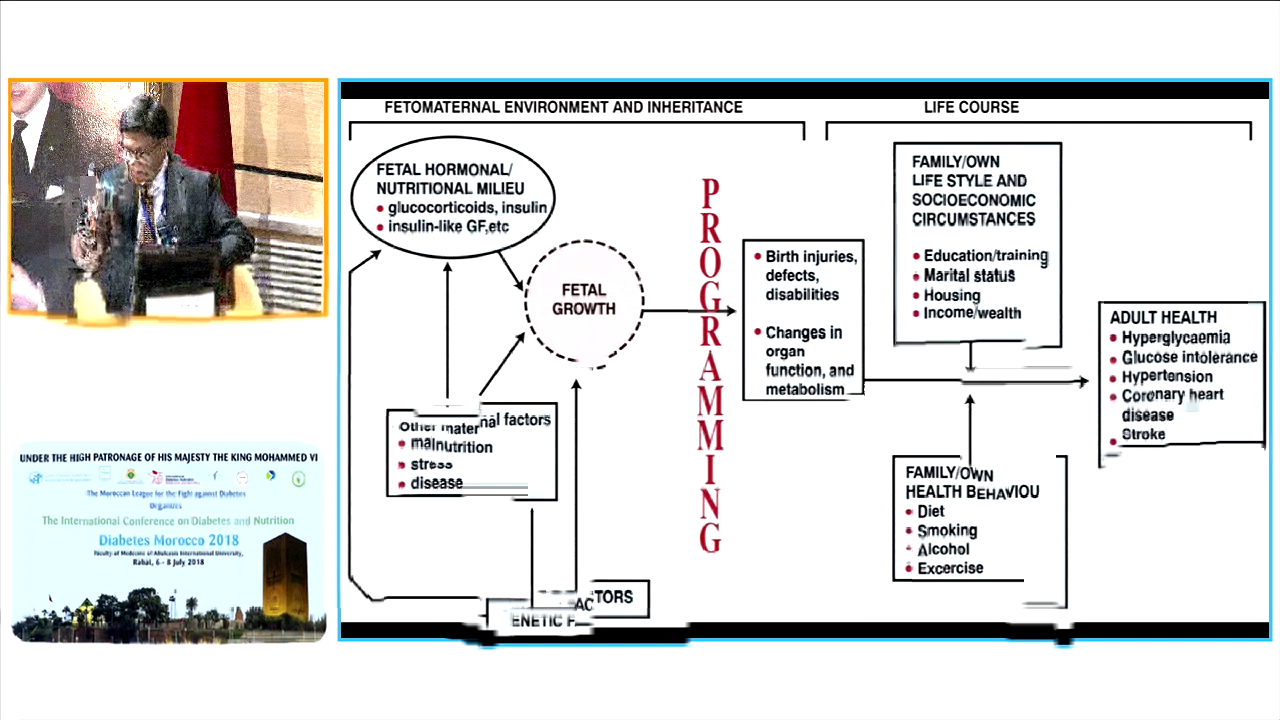 FETOMATERNAL ENVIRONMENT AND INHERITANCE
LIFE COURSE
FETAL HORMONAL/
NUTRITIONAL MILIEU
• glucocorticoids, insulin
• insulin-like GF,etc
FETAL
GROWTH
Other maternal factors
• malnutrition
• stress
• disease
ENETIC FACTORS
PROGRAMMING
• Birth injuries,
defects,
disabilities
• Changes in
organ
function, and
metabolism
FAMILY/OWN
LIFE STYLE AND
SOCIOECONOMIC
CIRCUMSTANCES
• Education/training
• Marital status
• Housing
• Income/wealth
FAMILY/OWN
HEALTH BEHAVIOU
• Diet
• Smoking
• Alcohol
• Excercise
ADULT HEALTH
• Hyperglycaemia
• Glucose intolerance
• Hypertension
• Coronary heart
disease
• Stroke
UNDER THE HIGH PATRONAGE OF HIS MAJESTY THE KING MOHAMMED VI
The Moroccan League for the Fight against Diabetes
Organizes
The International Conference on Diabetes and Nutrition
Diabetes Morocco 2018
Faculty of Medicine of Abulcasis International University,
Rabat, 6 - 8 July 2018